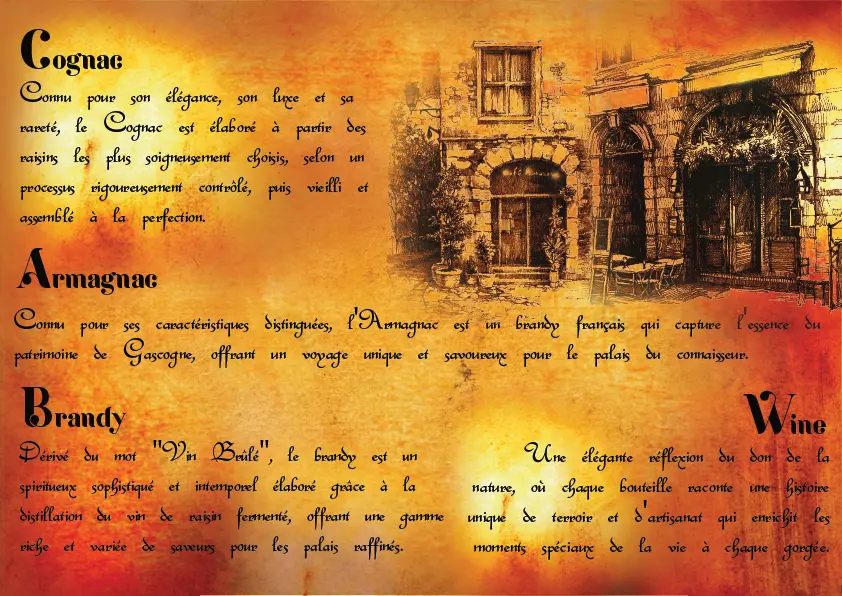 Cognac
Connu pour son élégance, son luxe et sa
rareté, le Cognac est élaboré à partir des
raisins les plus soigneusement choisis, selon un
processus rigoureusement contrôlé, puis vieilli et
assemblé à la perfection.
Armagnac
Connu pour ses caractéristiques distinguées, l'Armagnac est un brandy français qui capture l'essence du
patrimoine de Gascogne, offrant un voyage unique et savoureux pour le palais du connaisseur.
Brandy
Dérivé du mot "Vin Brûlé", le brandy est un
spiritueux sophistiqué et intemporel élaboré grâce à la
distillation du vin de raisin fermenté, offrant une gamme
riche et variée de saveurs pour les palais raffinés.
Wine
Une élégante réflexion du don de la
nature, où chaque bouteille raconte une histoire
unique de terroir et d'artisanat qui enrichit les
moments spéciaux de la vie à chaque gorgée.